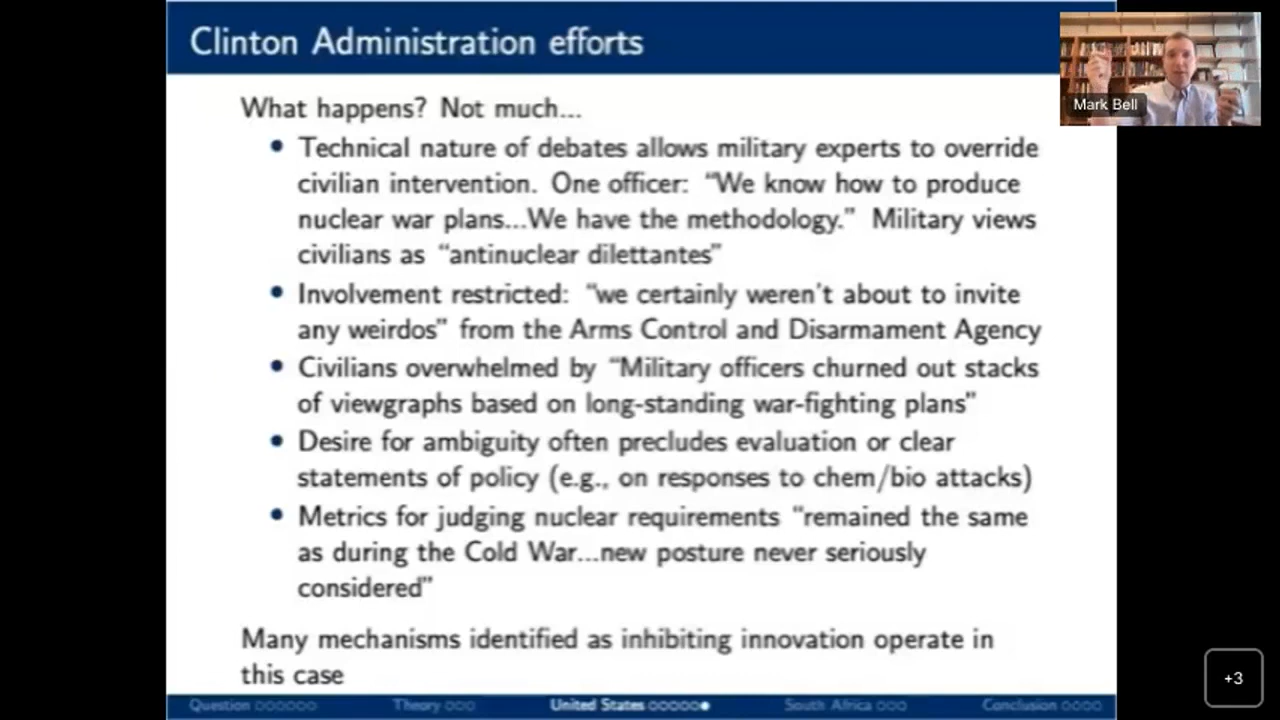 Clinton Administration efforts
Mark Bell
What happens? Not much...
• Technical nature of debates allows military experts to override
civilian intervention. One officer: “We know how to produce
nuclear war plans...We have the methodology.” Military views
civilians as “antinuclear dilettantes”
• Involvement restricted: “we certainly weren't about to invite
any weirdos” from the Arms Control and Disarmament Agency
• Civilians overwhelmed by “Military officers churned out stacks
of viewgraphs based on long-standing war-fighting plans”
• Desire for ambiguity often precludes evaluation or clear
statements of policy (e.g., on responses to chem/bio attacks)
• Metrics for judging nuclear requirements “remained the same
as during the Cold War...new posture never seriously
considered”
Many mechanisms identified as inhibiting innovation operate in
this case
+3
Question Theory United States South Africa Conclusion